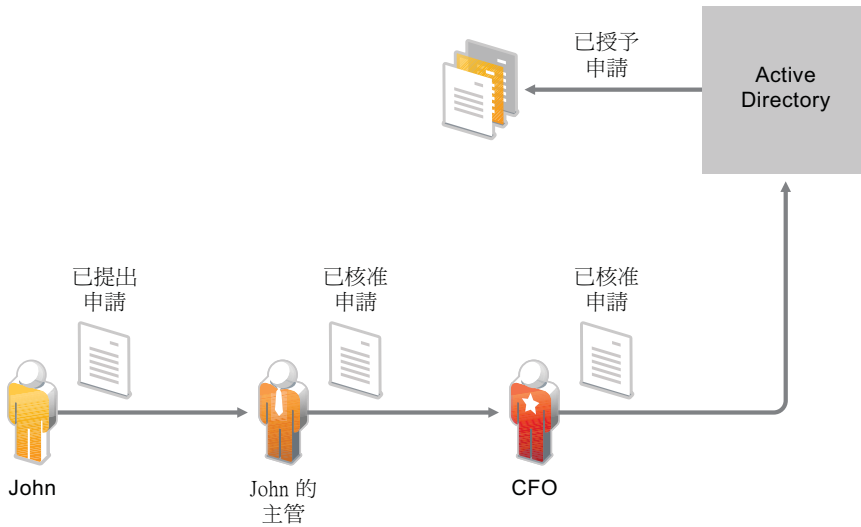 已授予
申請
Active
Directory
已提出
申請
已核准
申請
已核准
申請
John
John 的
主管
CFO